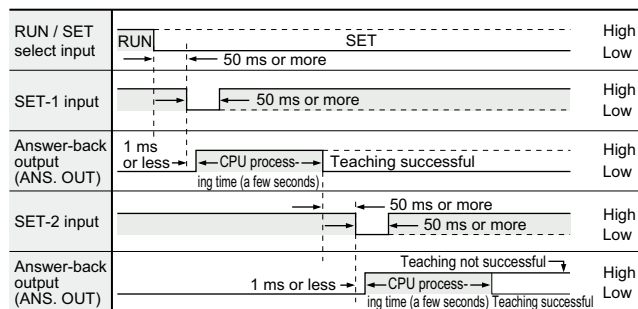 RUN / SET
select input
RUN
SET
High
Low
50 ms or more
SET-1 input
50 ms or more
High
Low
Answer-back
output
(ANS. OUT)
1 ms
or less
CPU process-
ing time (a few seconds)
Teaching successful
High
Low
50 ms or more
SET-2 input
50 ms or more
High
Low
Answer-back
output
(ANS. OUT)
Teaching not successful
1 ms or less
CPU process-
ing time (a few seconds)
Teaching successful
High
Low